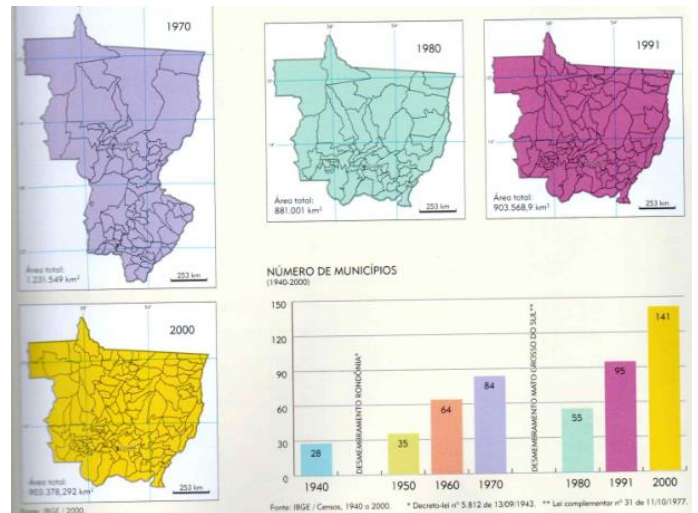 1970
Área total:
1.231.549 km²
253 km
1980
Área total:
881.001 km²
253 km
1991
Área total:
903.568,9 km²
253 km
2000
Área total:
903.378,292 km²
253 km
Fonte: IBGE / 2000.
NÚMERO DE MUNICÍPIOS
(1940-2000)
150
120
90
60
30
0
28
DESMEMBRAMENTO RONDÔNIA*
35
64
84
DESMEMBRAMENTO MATO GROSSO DO SUL**
55
95
141
1940
1950
1960
1970
1980
1991
2000
Fonte: IBGE / Censos, 1940 a 2000. * Decreto-lei nº 5.812 de 13/09/1943. ** Lei complementar nº 31 de 11/10/1977.